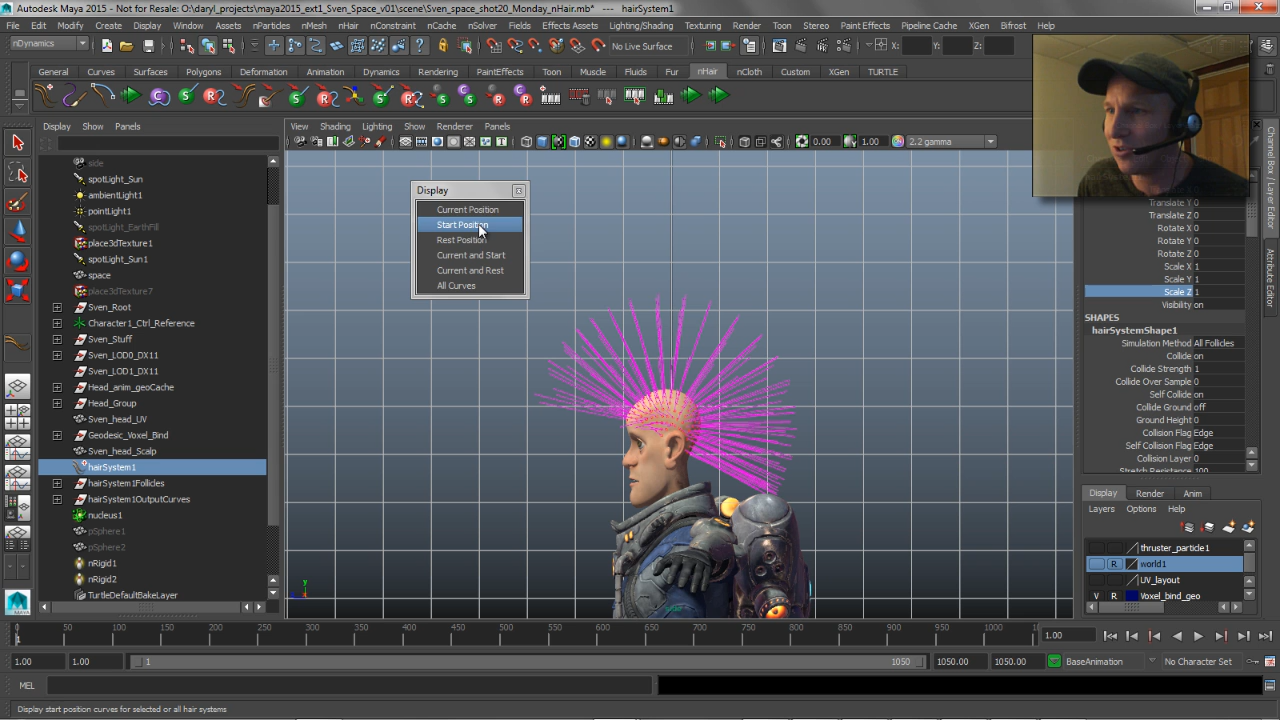 Autodesk Maya 2015 - Not for Resale: O:\daryl_projects\maya2015_ext1_Sven_Space_v01\scene\Sven_space_shot20_Monday_nHair.mb* --- hairSystem1
File Edit Modify Create Display Window Assets nParticles nMesh nHair nConstraint nCache nSolver Fields Effects Assets Lighting/Shading Texturing Render Toon Stereo Paint Effects Pipeline Cache XGen Bifrost Help
nDynamics
No Live Surface
X:
Y:
Z:
General Curves Surfaces Polygons Deformation Animation Dynamics Rendering PaintEffects Toon Muscle Fluids Fur nHair nCloth Custom XGen TURTLE
Display Show Panels
View Shading Lighting Show Renderer Panels
0.00
1.00
2.2 gamma
side
spotLight_Sun
ambientLight1
pointLight1
spotLight_EarthFill
place3dTexture1
spotLight_Sun1
space
place3dTexture7
Sven_Root
Character1_Ctrl_Reference
Sven_Stuff
Sven_LOD0_DX11
Sven_LOD1_DX11
Head_anim_geoCache
Head_Group
Sven_head_UV
Geodesic_Voxel_Bind
Sven_head_Scalp
hairSystem1
hairSystem1Follicles
hairSystem1OutputCurves
nucleus1
pSphere1
pSphere2
nRigid1
nRigid2
TurtleDefaultBakeLayer
Display
Current Position
Start Position
Rest Position
Current and Start
Current and Rest
All Curves
Translate Y 0
Translate Z 0
Rotate X 0
Rotate Y 0
Rotate Z 0
Scale X 1
Scale Y 1
Scale Z 1
Visibility on
SHAPES
hairSystemShape1
Simulation Method All Follicles
Collide on
Collide Strength 1
Collide Over Sample 0
Self Collide on
Collide Ground off
Ground Height 0
Collision Flag Edge
Self Collision Flag Edge
Collision Layer 0
Stretch Resistance 100
Channel Box / Layer Editor
Attribute Editor
Display Render Anim
Layers Options Help
thruster_particle1
R world1
UV_layout
V R Voxel_bind_geo
0 50 100 150 200 250 300 350 400 450 500 550 600 650 700 750 800 850 900 950 1000
1
1.00
1.00 1.00 1 1050 1050.00 1050.00 BaseAnimation No Character Set
MEL
Display start position curves for selected or all hair systems